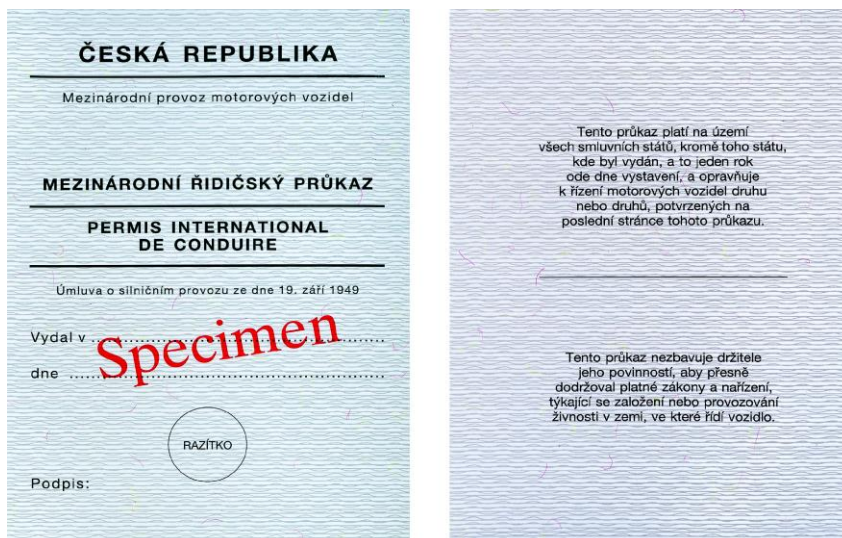 ČESKÁ REPUBLIKA
Mezinárodní provoz motorových vozidel
MEZINÁRODNÍ ŘIDIČSKÝ PRŮKAZ
PERMIS INTERNATIONAL
DE CONDUIRE
Úmluva o silničním provozu ze dne 19. září 1949
Vydal v
Specimen
dne
RAZÍTKO
Podpis:
Tento průkaz platí na území
všech smluvních států, kromě toho státu,
kde byl vydán, a to jeden rok
ode dne vystavení, a opravňuje
k řízení motorových vozidel druhu
nebo druhů, potvrzených na
poslední stránce tohoto průkazu.
Tento průkaz nezbavuje držitele
jeho povinností, aby přesně
dodržoval platné zákony a nařízení,
týkající se založení nebo provozování
živnosti v zemi, ve které řídí vozidlo.